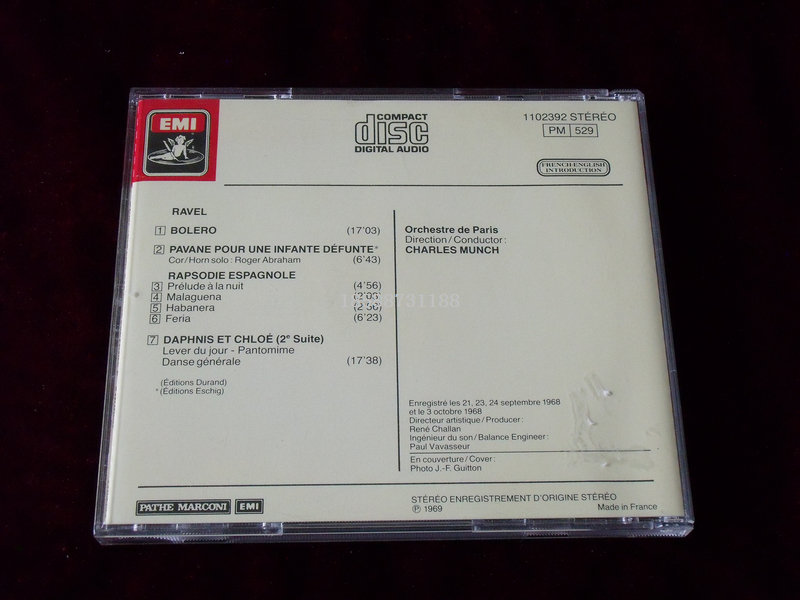 EMI
COMPACT
disc
DIGITAL AUDIO
1102392 STÉRÉO
PM 529
FRENCH-ENGLISH
INTRODUCTION
RAVEL
1 BOLERO (17'03)
2 PAVANE POUR UNE INFANTE DÉFUNTE*
Cor/Horn solo : Roger Abraham (6'43)
RAPSODIE ESPAGNOLE
3 Prélude à la nuit (4'56)
4 Malaguena (2'03)
5 Habanera
6 Feria (6'23)
7 DAPHNIS ET CHLOÉ (2e Suite)
Lever du jour - Pantomime
Danse générale (17'38)
(Éditions Durand)
*(Éditions Eschig)
Orchestre de Paris
Direction/Conductor :
CHARLES MUNCH
Enregistré les 21, 23, 24 septembre 1968
et le 3 octobre 1968
Directeur artistique/Producer :
René Challan
Ingénieur du son/Balance Engineer :
Paul Vavasseur
En couverture/Cover :
Photo J.-F. Guitton
PATHE MARCONI EMI
STÉRÉO ENREGISTREMENT D'ORIGINE STÉRÉO
℗ 1969
Made in France